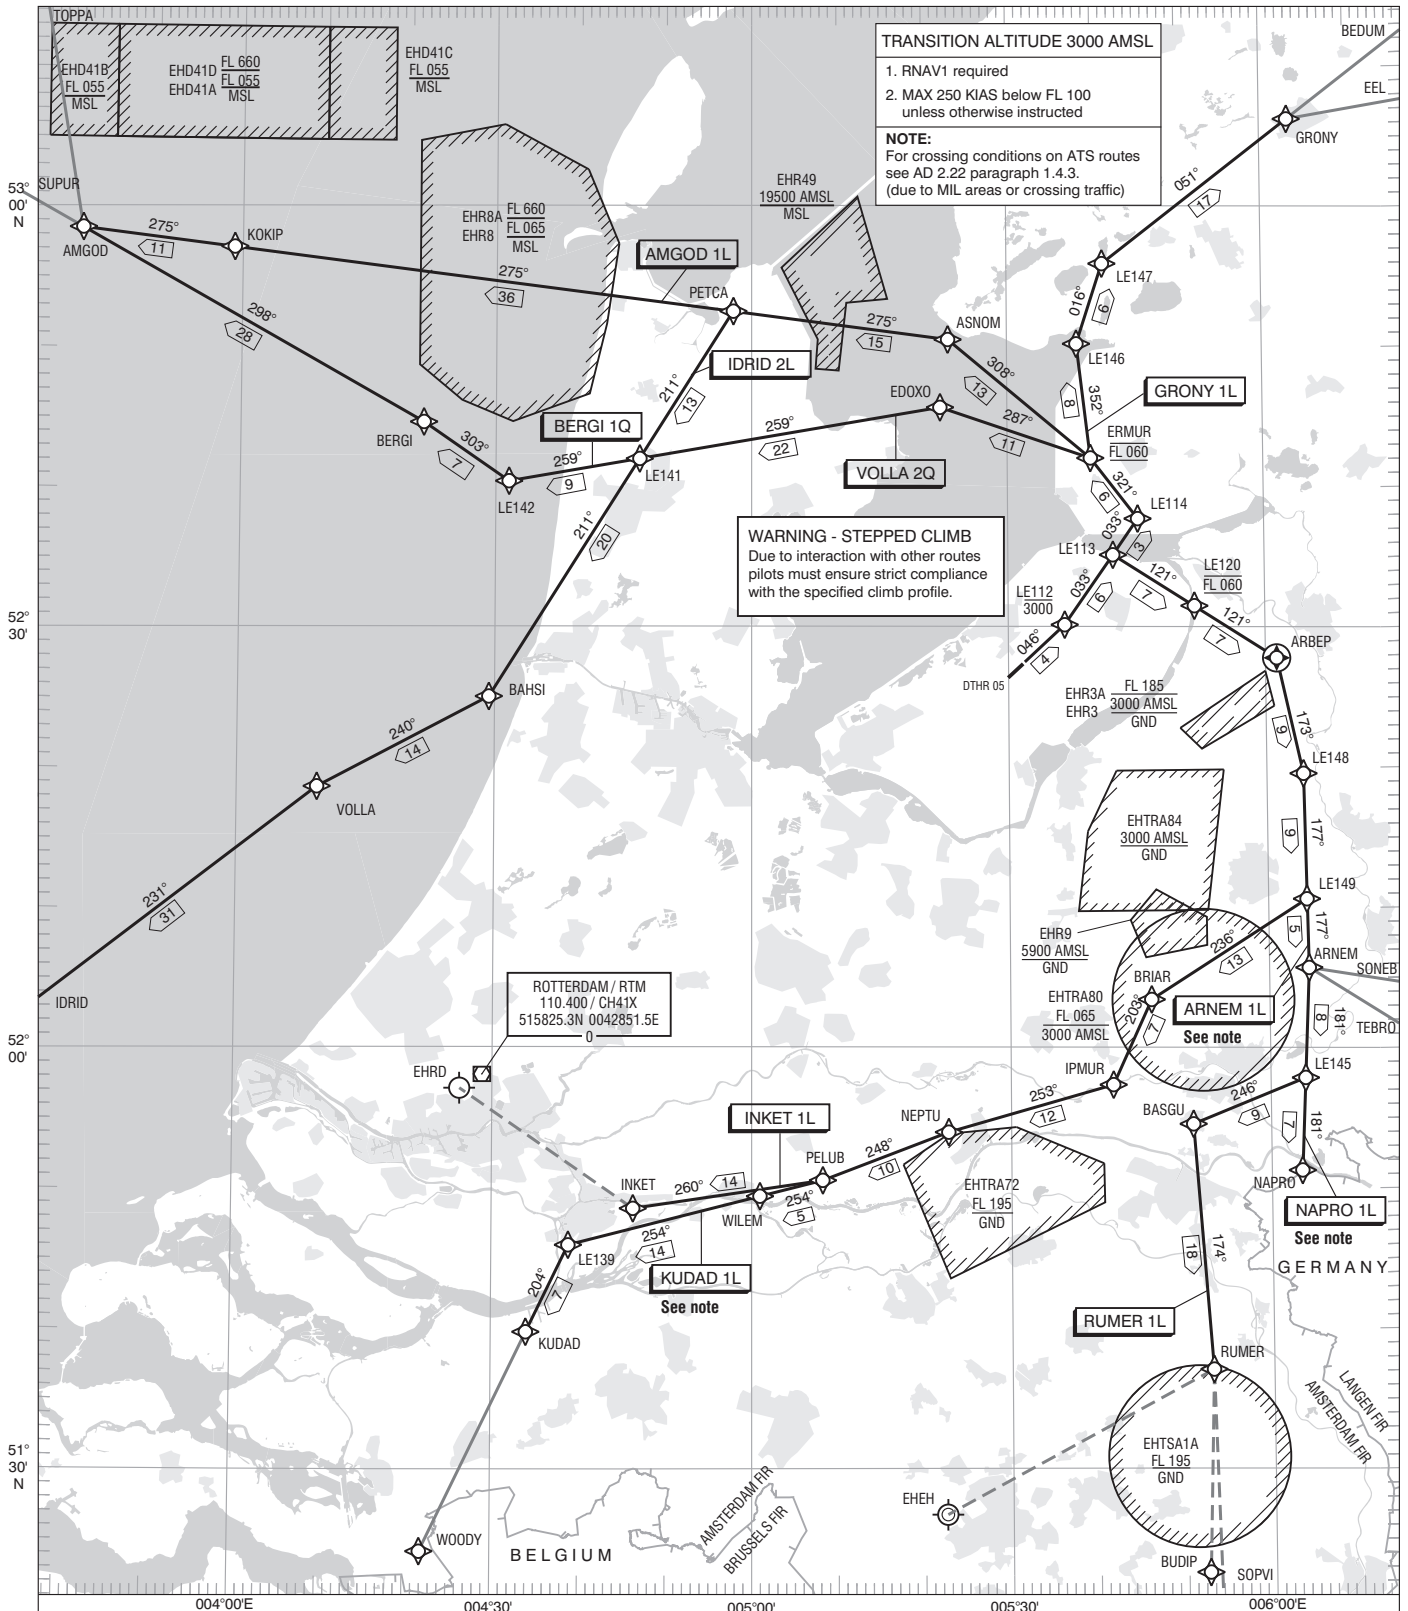 TOPPA
EHD41B
FL 055
MSL
EHD41D FL 660
EHD41A FL 055
MSL
EHD41C
FL 055
MSL
TRANSITION ALTITUDE 3000 AMSL
1. RNAV1 required
2. MAX 250 KIAS below FL 100
unless otherwise instructed
NOTE:
For crossing conditions on ATS routes
see AD 2.22 paragraph 1.4.3.
(due to MIL areas or crossing traffic)
BEDUM
EEL
GRONY
051°
17
SUPUR
53°
00'
N
AMGOD
275°
11
KOKIP
EHR8A FL 660
EHR8 FL 065
MSL
EHR49
19500 AMSL
MSL
AMGOD 1L
275°
36
PETCA
LE147
016°
6
298°
28
275°
15
ASNOM
LE146
IDRID 2L
211°
13
308°
13
352°
8
GRONY 1L
EDOXO
BERGI
303°
7
BERGI 1Q
259°
22
287°
11
ERMUR
FL 060
259°
9
LE141
VOLLA 2Q
LE142
321°
6
LE114
211°
20
WARNING - STEPPED CLIMB
Due to interaction with other routes
pilots must ensure strict compliance
with the specified climb profile.
033°
3
LE113
LE120
FL 060
121°
7
LE112
3000
033°
6
52°
30'
121°
7
ARBEP
046°
4
DTHR 05
BAHSI
EHR3A FL 185
EHR3 3000 AMSL
GND
240°
14
173°
9
LE148
VOLLA
EHTRA84
3000 AMSL
GND
177°
9
231°
31
LE149
EHR9
5900 AMSL
GND
236°
13
177°
5
ARNEM
SONEB
IDRID
ROTTERDAM / RTM
110.400 / CH41X
515825.3N 0042851.5E
0
BRIAR
EHTRA80
FL 065
3000 AMSL
203°
7
ARNEM 1L
See note
181°
8
TEBRO
52°
00'
EHRD
IPMUR
LE145
253°
12
246°
9
BASGU
INKET 1L
NEPTU
181°
7
248°
10
PELUB
NAPRO
INKET
260°
14
EHTRA72
FL 195
GND
WILEM
254°
5
NAPRO 1L
See note
254°
14
LE139
174°
18
GERMANY
KUDAD 1L
See note
204°
7
KUDAD
RUMER 1L
RUMER
LANGEN FIR
AMSTERDAM FIR
EHTSA1A
FL 195
GND
51°
30'
N
EHEH
AMSTERDAM FIR
BRUSSELS FIR
WOODY
BELGIUM
BUDIP
SOPVI
004°00'E
004°30'
005°00'
005°30'
006°00'E